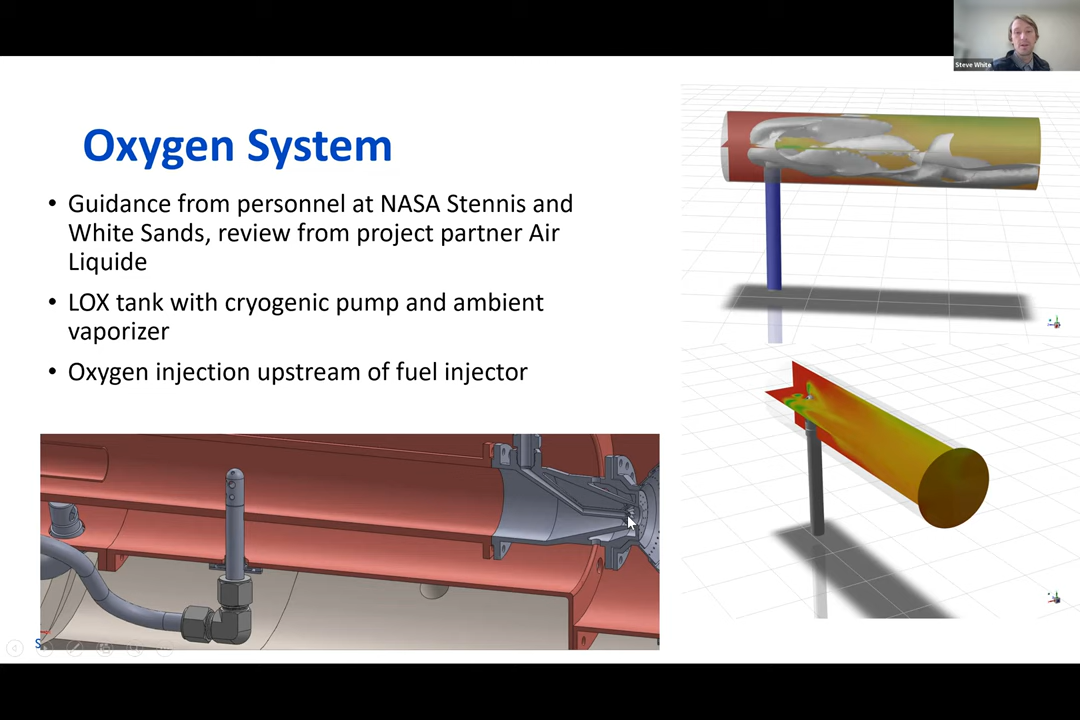 Steve White
Oxygen System
• Guidance from personnel at NASA Stennis and
White Sands, review from project partner Air
Liquide
• LOX tank with cryogenic pump and ambient
vaporizer
• Oxygen injection upstream of fuel injector